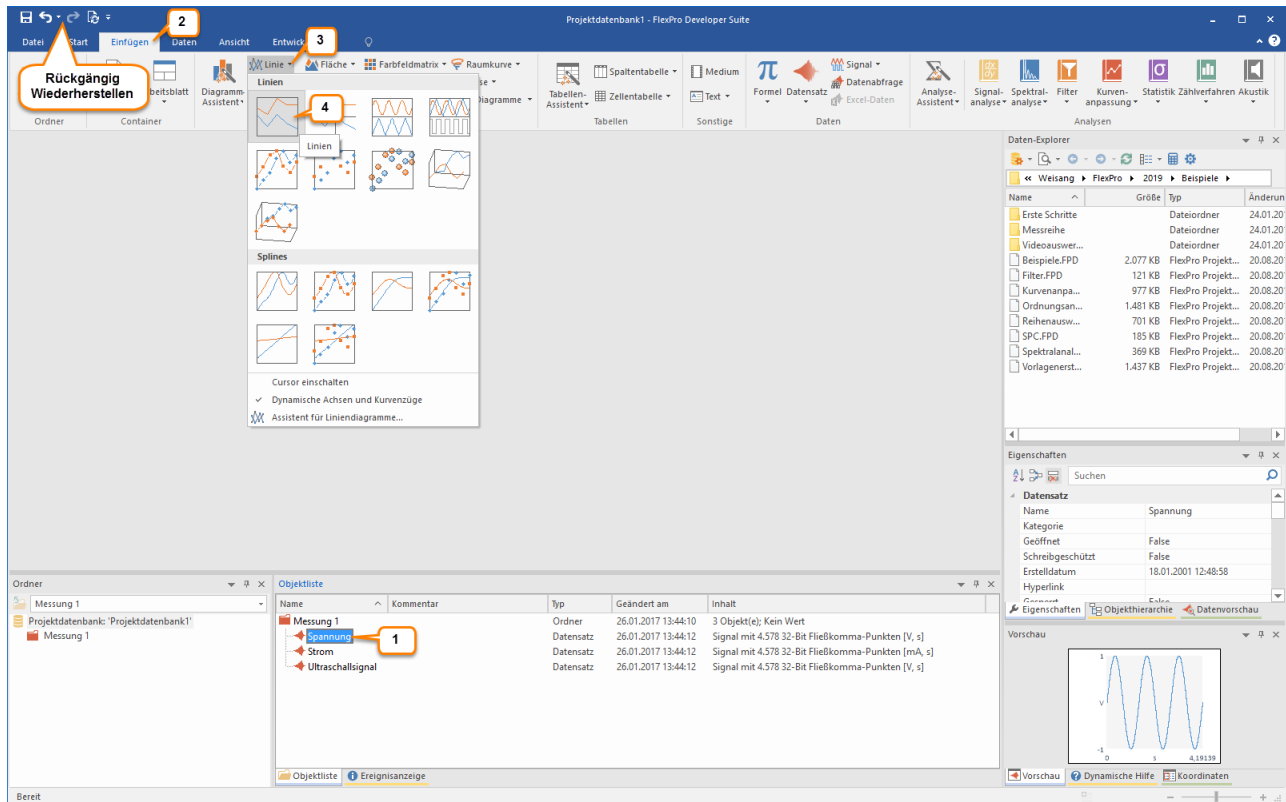 Projektdatenbank1 - FlexPro Developer Suite
2
Datei Start Einfügen Daten Ansicht Entwick
3
Rückgängig
Wiederherstellen
beitsblatt
Diagramm-
Assistent
Linie Fläche Farbfeldmatrix Raumkurve
se
Diagramme
Tabellen-
Assistent
Spaltentabelle
Zellentabelle
Medium
Text
Formel Datensatz
Signal
Datenabfrage
Excel-Daten
Analyse-
Assistent
Signal-
analyse
Spektral-
analyse
Filter
Kurven-
anpassung
Statistik Zählverfahren Akustik
Ordner Container Tabellen Sonstige Daten Analysen
Linien
4
Linien
Splines
Cursor einschalten
Dynamische Achsen und Kurvenzüge
Assistent für Liniendiagramme...
Daten-Explorer
« Weisang FlexPro 2019 Beispiele
Name Größe Typ Änderun
Erste Schritte Dateiordner 24.01.20
Messreihe Dateiordner 24.01.20
Videoauswer... Dateiordner 24.01.20
Beispiele.FPD 2.077 KB FlexPro Projekt... 20.08.20
Filter.FPD 121 KB FlexPro Projekt... 20.08.20
Kurvenanpa... 977 KB FlexPro Projekt... 20.08.20
Ordnungsan... 1.481 KB FlexPro Projekt... 20.08.20
Reihenausw... 701 KB FlexPro Projekt... 20.08.20
SPC.FPD 185 KB FlexPro Projekt... 20.08.20
Spektralanal... 369 KB FlexPro Projekt... 20.08.20
Vorlagenerst... 1.437 KB FlexPro Projekt... 20.08.20
Eigenschaften
Suchen
Datensatz
Name Spannung
Kategorie
Geöffnet False
Schreibgeschützt False
Erstelldatum 18.01.2001 12:48:58
Hyperlink
Eigenschaften Objekthierarchie Datenvorschau
Ordner
Messung 1
Projektdatenbank: 'Projektdatenbank1'
Messung 1
Objektliste
Name Kommentar Typ Geändert am Inhalt
Messung 1 Ordner 26.01.2017 13:44:10 3 Objekt(e); Kein Wert
Spannung Datensatz 26.01.2017 13:44:12 Signal mit 4.578 32-Bit Fließkomma-Punkten [V, s]
1
Strom Datensatz 26.01.2017 13:44:12 Signal mit 4.578 32-Bit Fließkomma-Punkten [mA, s]
Ultraschallsignal Datensatz 26.01.2017 13:44:12 Signal mit 4.578 32-Bit Fließkomma-Punkten [V, s]
Objektliste Ereignisanzeige
Vorschau
1
V
-1
0 s 4,19139
Vorschau Dynamische Hilfe Koordinaten
Bereit